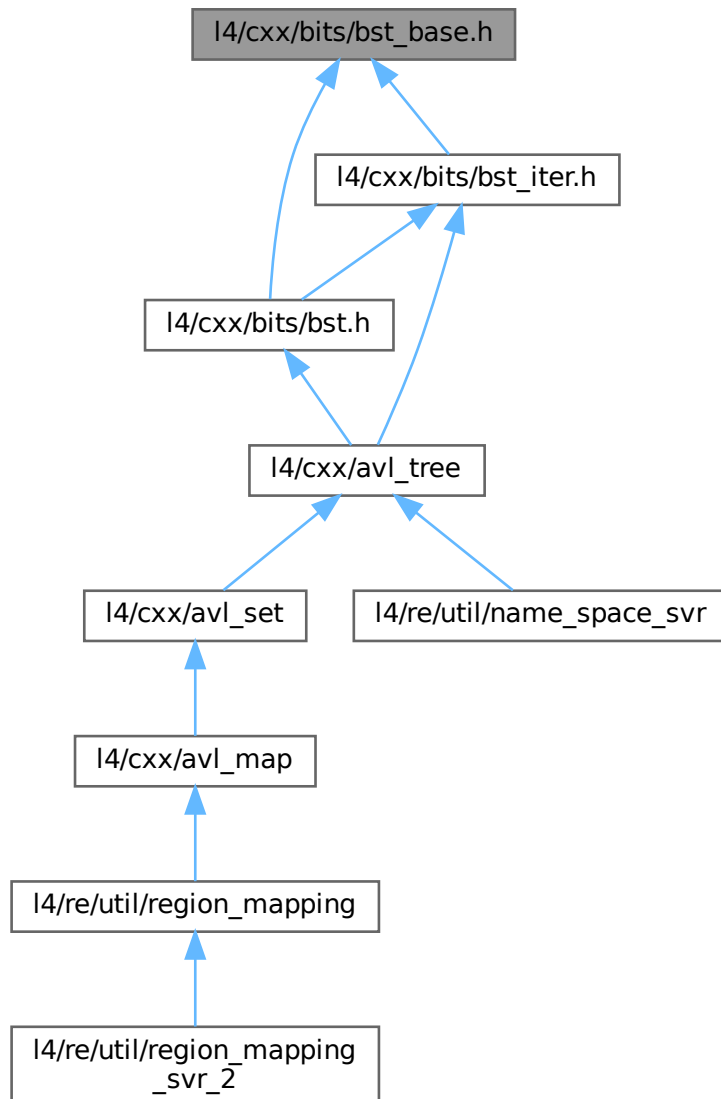 l4/cxx/bits/bst_base.h
l4/cxx/bits/bst_iter.h
l4/cxx/bits/bst.h
l4/cxx/avl_tree
l4/cxx/avl_set
l4/re/util/name_space_svr
l4/cxx/avl_map
l4/re/util/region_mapping
l4/re/util/region_mapping
_svr_2